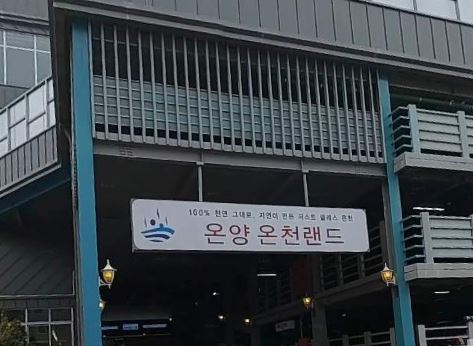 100% 천연 그대로, 자연이 만든 퍼스트 클래스 온천
온양 온천랜드